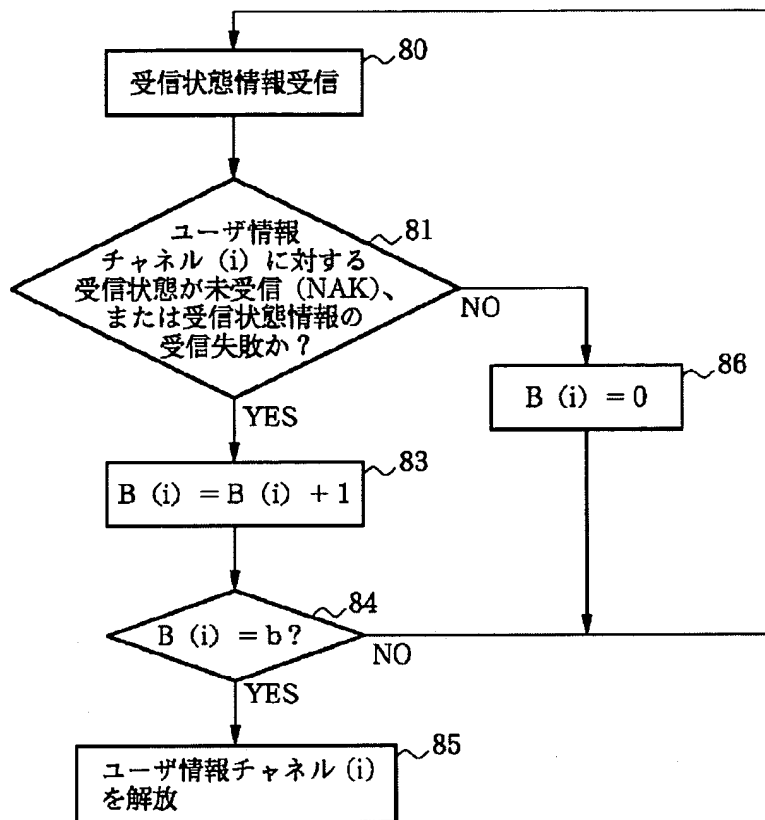 80
受信状態情報受信
81
ユーザ情報
チャネル (i) に対する
受信状態が未受信 (NAK)、
または受信状態情報の
受信失敗か?
NO
YES
86
B (i) = 0
83
B (i) = B (i) + 1
84
B (i) = b?
NO
YES
85
ユーザ情報チャネル (i)
を解放